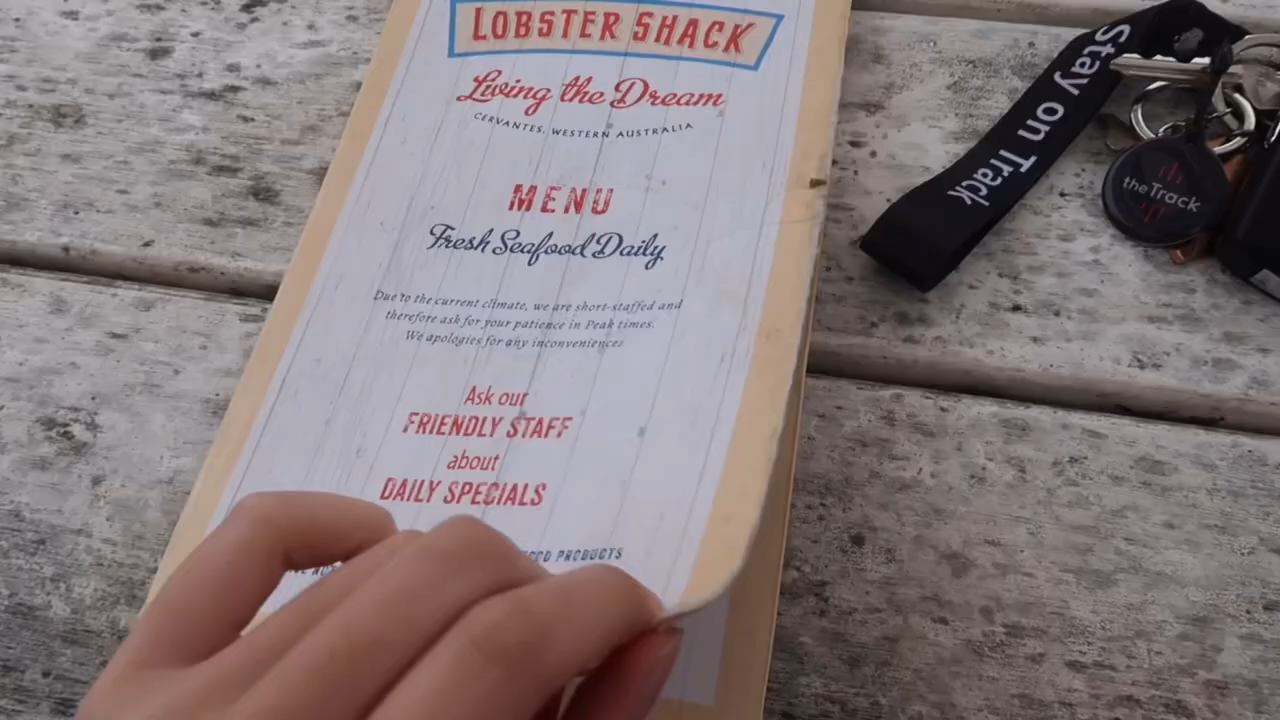 LOBSTER SHACK
Living the Dream
CERVANTES, WESTERN AUSTRALIA
MENU
Fresh Seafood Daily
Due to the current climate, we are short-staffed and
therefore ask for your patience in Peak times.
We apologies for any inconveniences
Ask our
FRIENDLY STAFF
about
DAILY SPECIALS
PRODUCTS
Stay on Track
theTrack